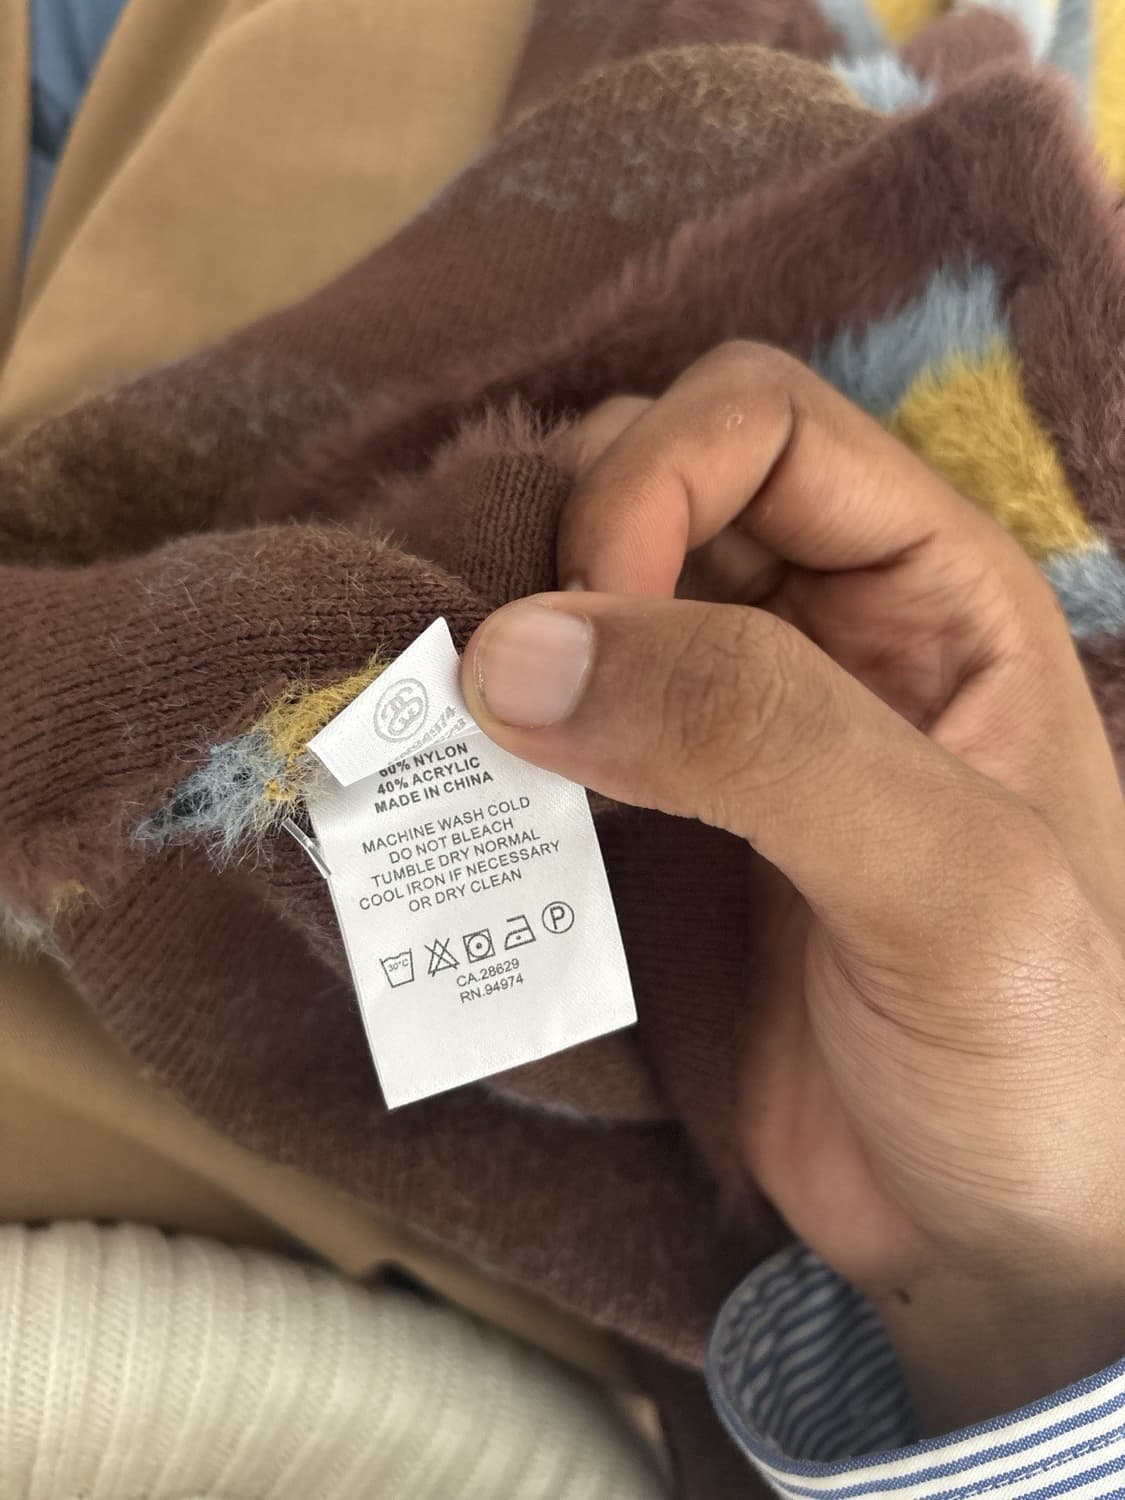 60% NYLON
40% ACRYLIC
MADE IN CHINA
MACHINE WASH COLD
DO NOT BLEACH
TUMBLE DRY NORMAL
COOL IRON IF NECESSARY
OR DRY CLEAN
30°C
P
CA.28629
RN.94974